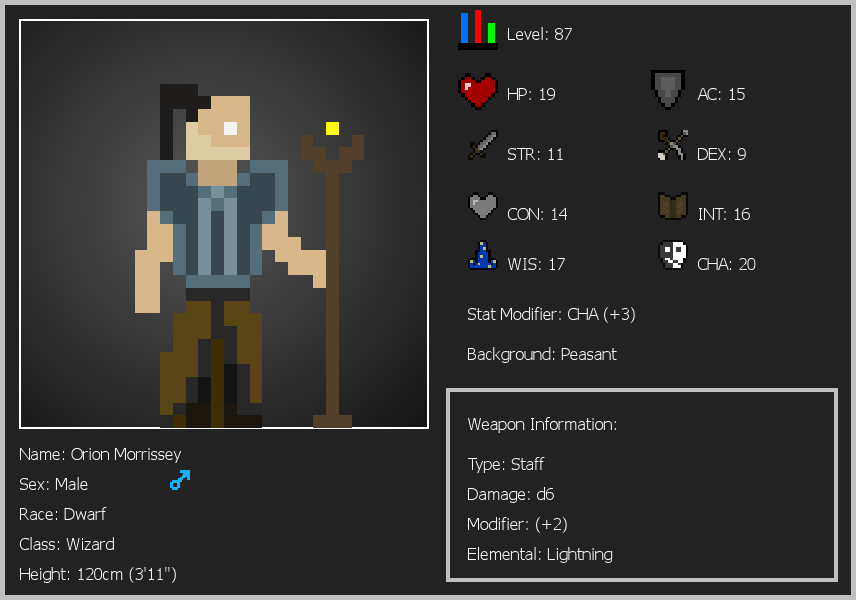 Level: 87
HP: 19
AC: 15
STR: 11
DEX: 9
CON: 14
INT: 16
WIS: 17
CHA: 20
Stat Modifier: CHA (+3)
Background: Peasant
Weapon Information:
Type: Staff
Damage: d6
Modifier: (+2)
Elemental: Lightning
Name: Orion Morrissey
Sex: Male
Race: Dwarf
Class: Wizard
Height: 120cm (3'11")